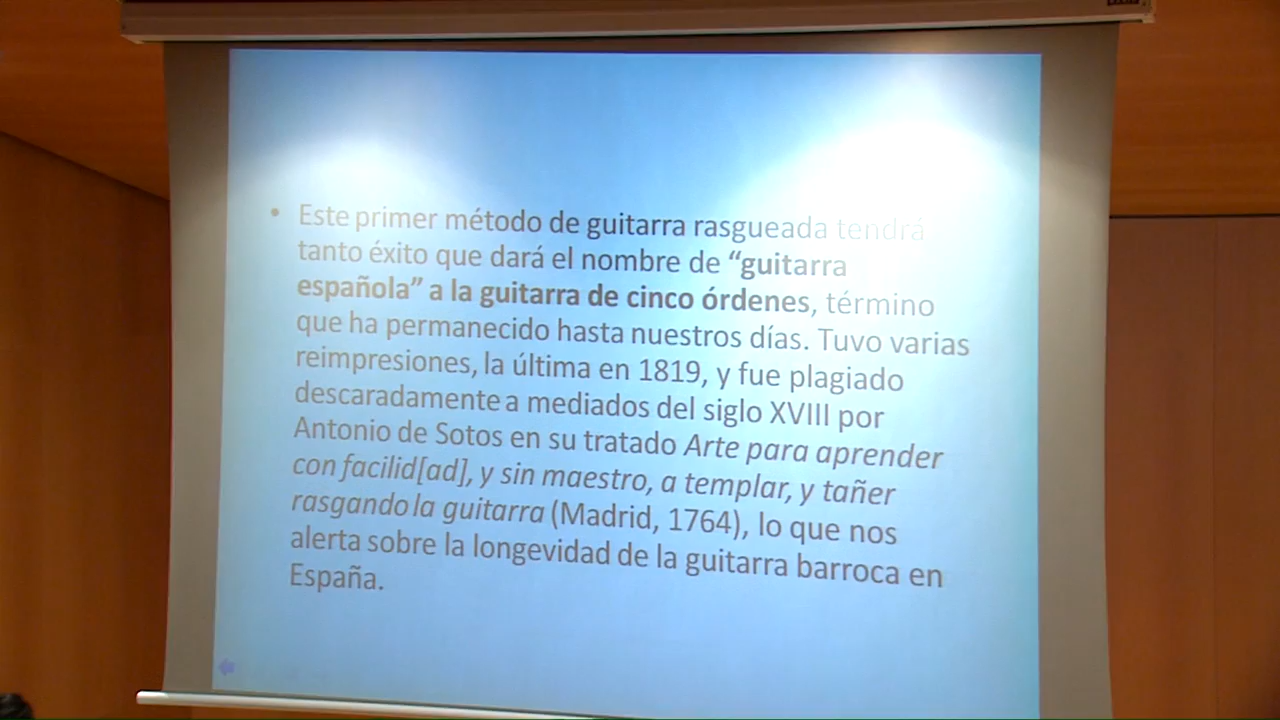 • Este primer método de guitarra rasgueada tendrá
tanto éxito que dará el nombre de “guitarra
española” a la guitarra de cinco órdenes, término
que ha permanecido hasta nuestros días. Tuvo varias
reimpresiones, la última en 1819, y fue plagiado
descaradamente a mediados del siglo XVIII por
Antonio de Sotos en su tratado Arte para aprender
con facilid[ad], y sin maestro, a templar, y tañer
rasgando la guitarra (Madrid, 1764), lo que nos
alerta sobre la longevidad de la guitarra barroca en
España.